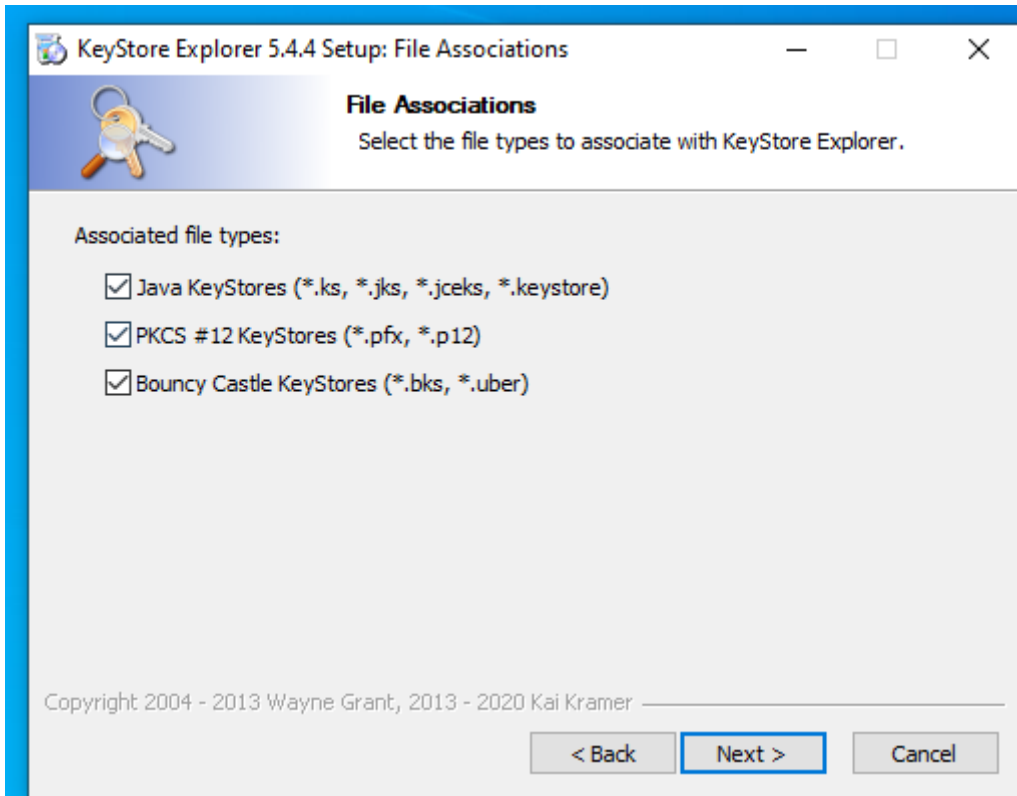 KeyStore Explorer 5.4.4 Setup: File Associations
File Associations
Select the file types to associate with KeyStore Explorer.
Associated file types:
Java KeyStores (*.ks, *.jks, *.jceks, *.keystore)
PKCS #12 KeyStores (*.pfx, *.p12)
Bouncy Castle KeyStores (*.bks, *.uber)
Copyright 2004 - 2013 Wayne Grant, 2013 - 2020 Kai Kramer
< Back Next > Cancel